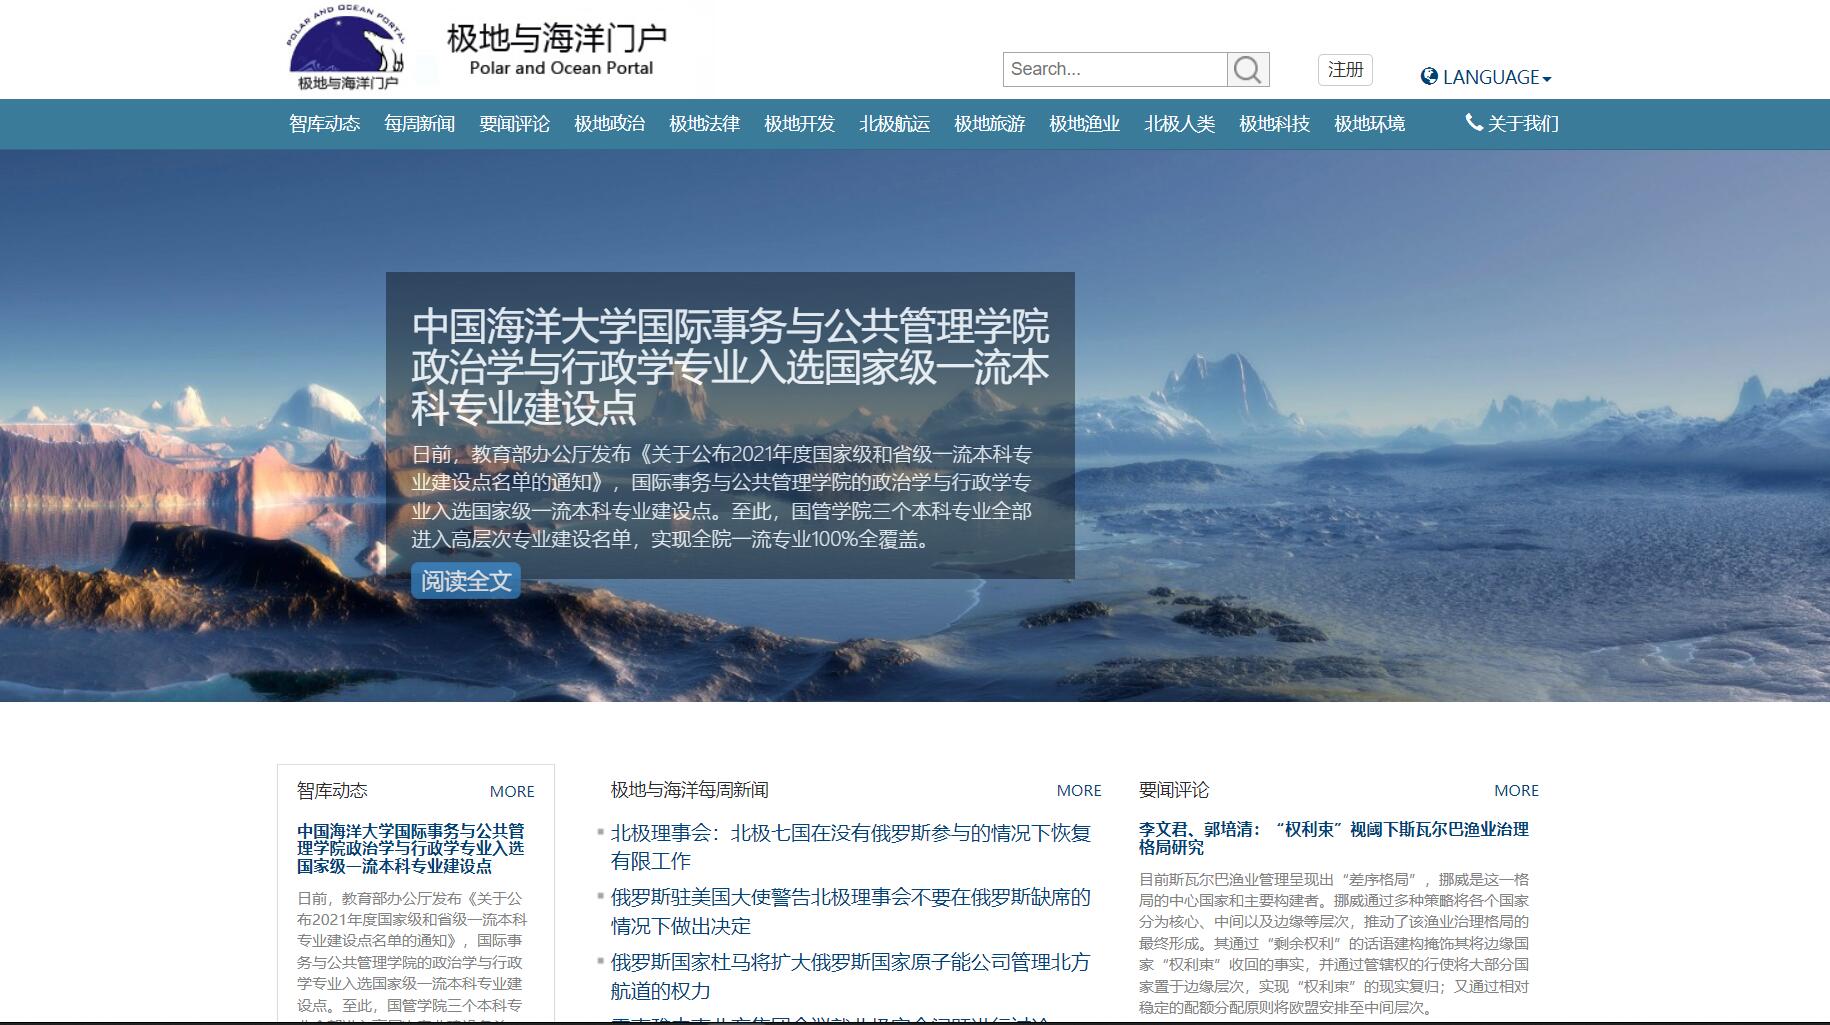 POLAR AND OCEAN PORTAL
极地与海洋门户
极地与海洋门户
Polar and Ocean Portal
Search...
注册
LANGUAGE
智库动态 每周新闻 要闻评论 极地政治 极地法律 极地开发 北极航运 极地旅游 极地渔业 北极人类 极地科技 极地环境 关于我们
中国海洋大学国际事务与公共管理学院
政治学与行政学专业入选国家级一流本
科专业建设点
日前，教育部办公厅发布《关于公布2021年度国家级和省级一流本科专
业建设点名单的通知》，国际事务与公共管理学院的政治学与行政学专
业入选国家级一流本科专业建设点。至此，国管学院三个本科专业全部
进入高层次专业建设名单，实现全院一流专业100%全覆盖。
阅读全文
智库动态 MORE
中国海洋大学国际事务与公共管
理学院政治学与行政学专业入选
国家级一流本科专业建设点
日前，教育部办公厅发布《关于公
布2021年度国家级和省级一流本科
专业建设点名单的通知》，国际事
务与公共管理学院的政治学与行政
学专业入选国家级一流本科专业建
设点。至此，国管学院三个本科专
极地与海洋每周新闻 MORE
北极理事会：北极七国在没有俄罗斯参与的情况下恢复
有限工作
俄罗斯驻美国大使警告北极理事会不要在俄罗斯缺席的
情况下做出决定
俄罗斯国家杜马将扩大俄罗斯国家原子能公司管理北方
航道的权力
要闻评论 MORE
李文君、郭培清：“权利束”视阈下斯瓦尔巴渔业治理
格局研究
目前斯瓦尔巴渔业管理呈现出“差序格局”，挪威是这一格
局的中心国家和主要构建者。挪威通过多种策略将各个国家
分为核心、中间以及边缘等层次，推动了该渔业治理格局的
最终形成。其通过“剩余权利”的话语建构掩饰其将边缘国
家“权利束”收回的事实，并通过管辖权的行使将大部分国
家置于边缘层次，实现“权利束”的现实复归；又通过相对
稳定的配额分配原则将欧盟安排至中间层次。